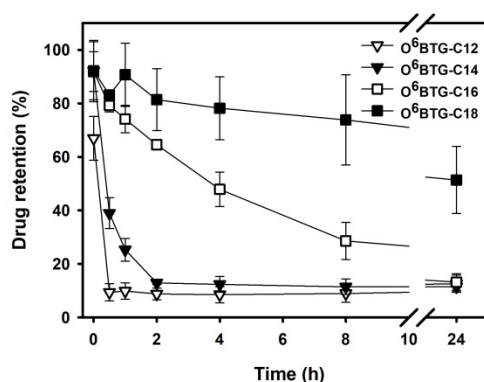 O⁶BTG-C12
O⁶BTG-C14
O⁶BTG-C16
O⁶BTG-C18
Drug retention (%)
120
100
80
60
40
20
0
0 2 4 6 8 10 24
Time (h)